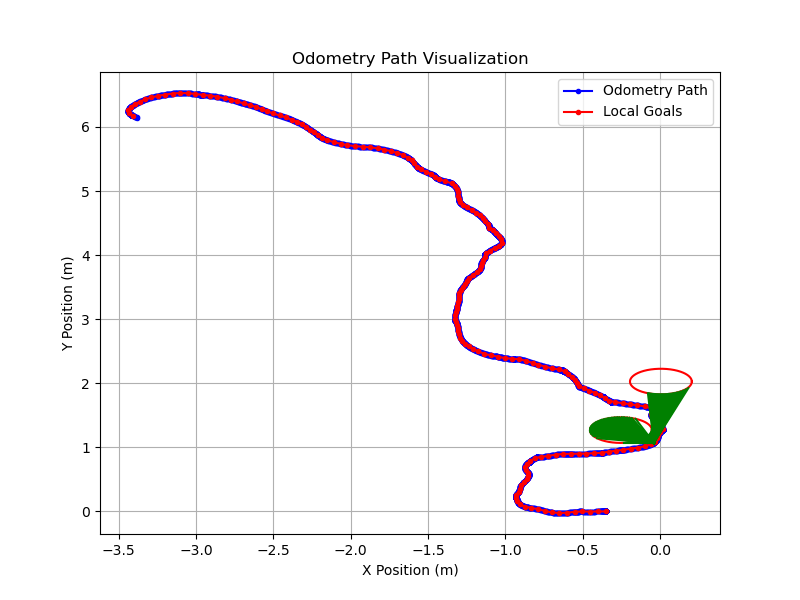 Odometry Path Visualization
Odometry Path
Local Goals
Y Position (m)
6
5
4
3
2
1
0
−3.5 −3.0 −2.5 −2.0 −1.5 −1.0 −0.5 0.0
X Position (m)